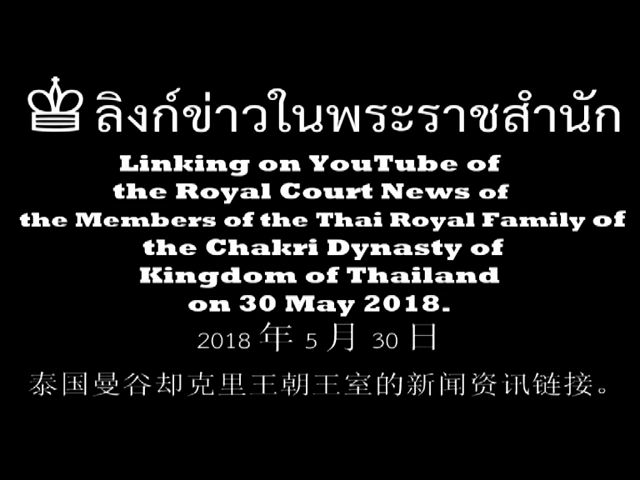 ลิงก์ข่าวในพระราชสำนัก
Linking on YouTube of
the Royal Court News of
the Members of the Thai Royal Family of
the Chakri Dynasty of
Kingdom of Thailand
on 30 May 2018.
2018 年 5 月 30 日
泰国曼谷却克里王朝王室的新闻资讯链接。